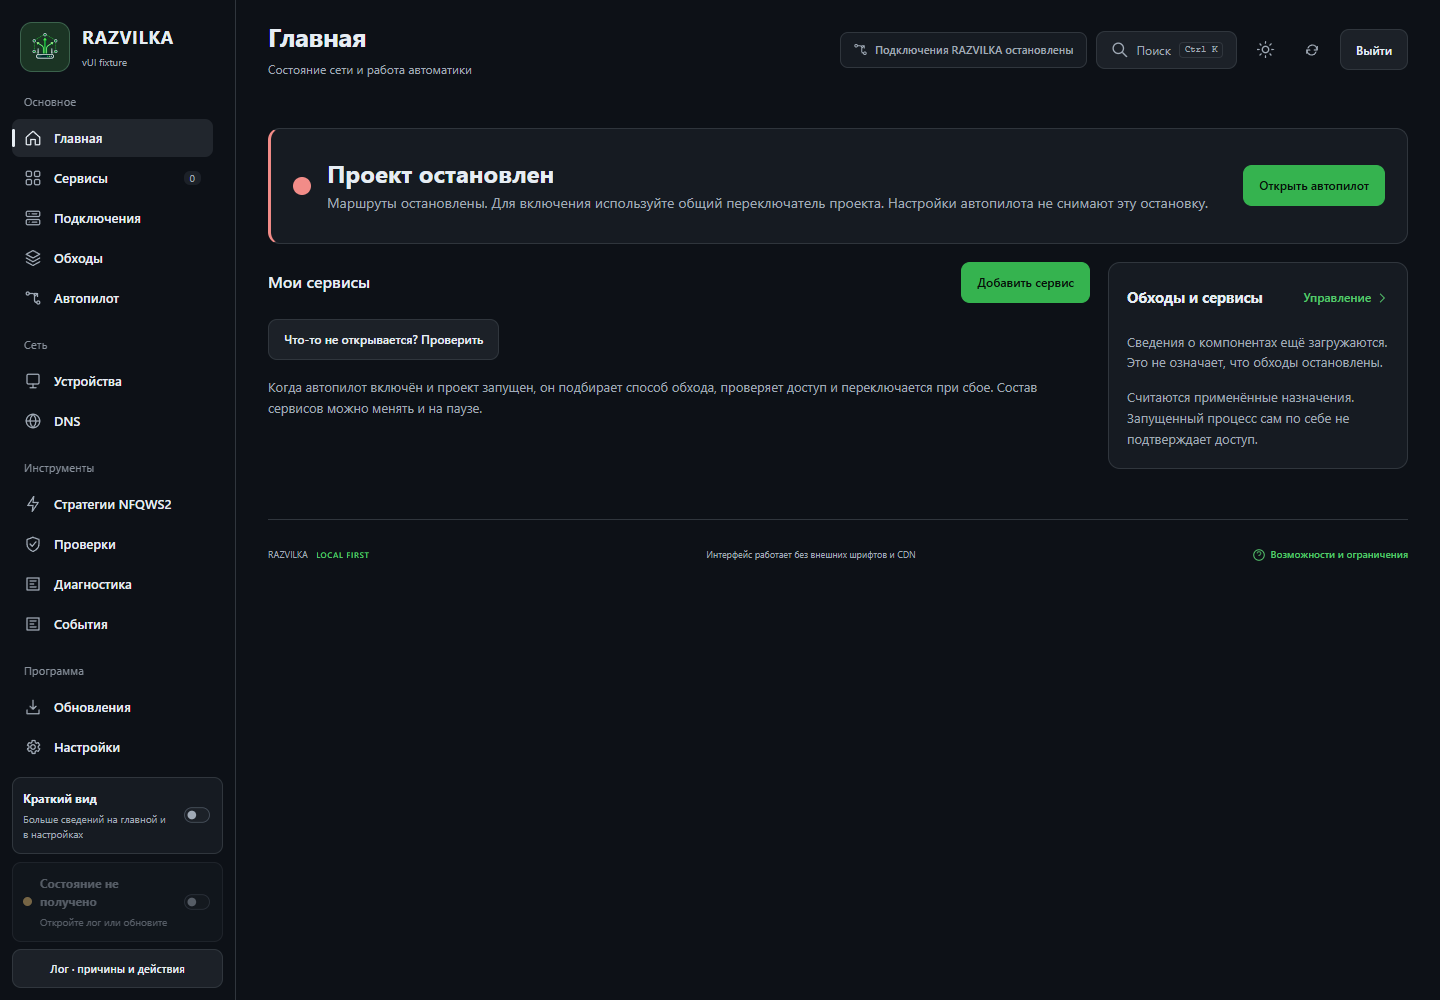 RAZVILKA
vUI fixture
Основное
Главная
Сервисы
0
Подключения
Обходы
Автопилот
Сеть
Устройства
DNS
Инструменты
Стратегии NFQWS2
Проверки
Диагностика
События
Программа
Обновления
Настройки
Краткий вид
Больше сведений на главной и
в настройках
Состояние не
получено
Откройте лог или обновите
Лог · причины и действия
Главная
Состояние сети и работа автоматики
Подключения RAZVILKA остановлены
Поиск
Ctrl K
Выйти
Проект остановлен
Маршруты остановлены. Для включения используйте общий переключатель проекта. Настройки автопилота не снимают эту остановку.
Открыть автопилот
Мои сервисы
Добавить сервис
Что-то не открывается? Проверить
Когда автопилот включён и проект запущен, он подбирает способ обхода, проверяет доступ и переключается при сбое. Состав
сервисов можно менять и на паузе.
Обходы и сервисы
Управление
Сведения о компонентах ещё загружаются.
Это не означает, что обходы остановлены.
Считаются применённые назначения.
Запущенный процесс сам по себе не
подтверждает доступ.
RAZVILKA LOCAL FIRST
Интерфейс работает без внешних шрифтов и CDN
Возможности и ограничения